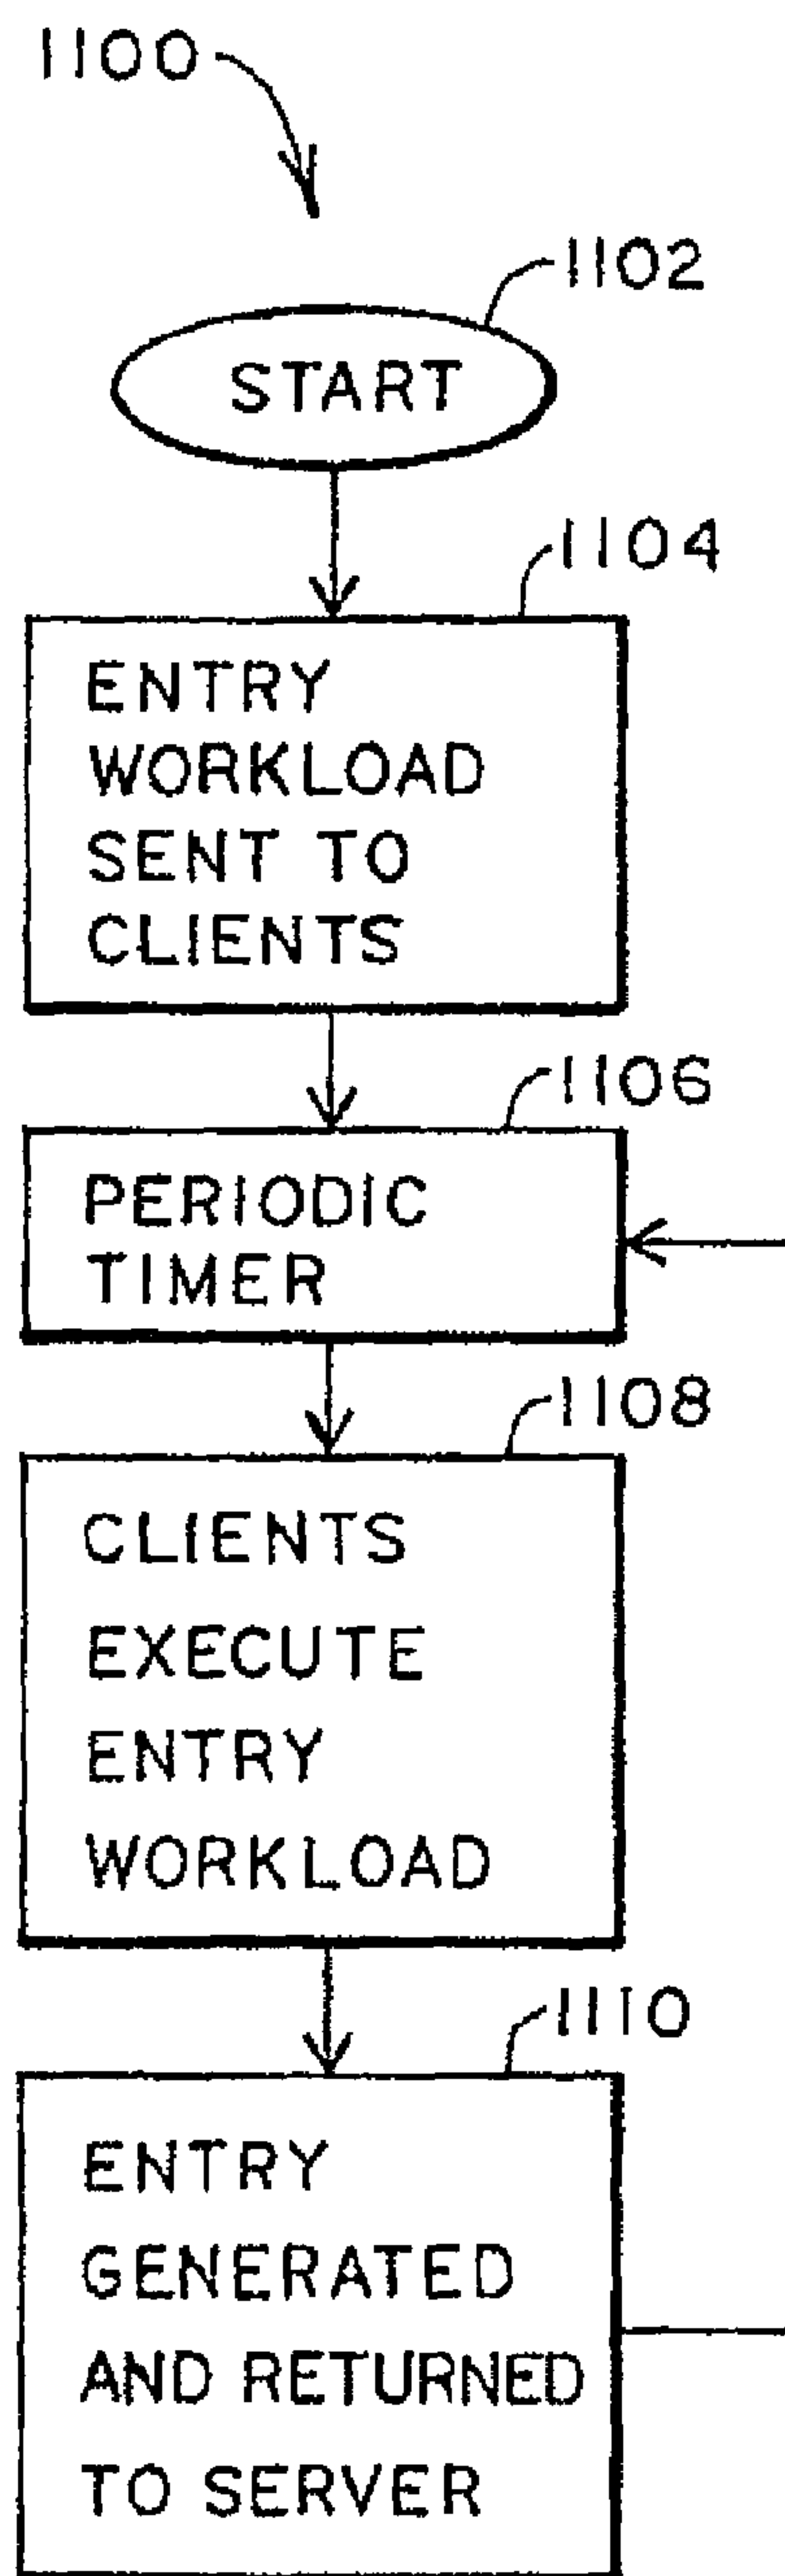 1100
1102
START
1104
ENTRY
WORKLOAD
SENT TO
CLIENTS
1106
PERIODIC
TIMER
1108
CLIENTS
EXECUTE
ENTRY
WORKLOAD
1110
ENTRY
GENERATED
AND RETURNED
TO SERVER